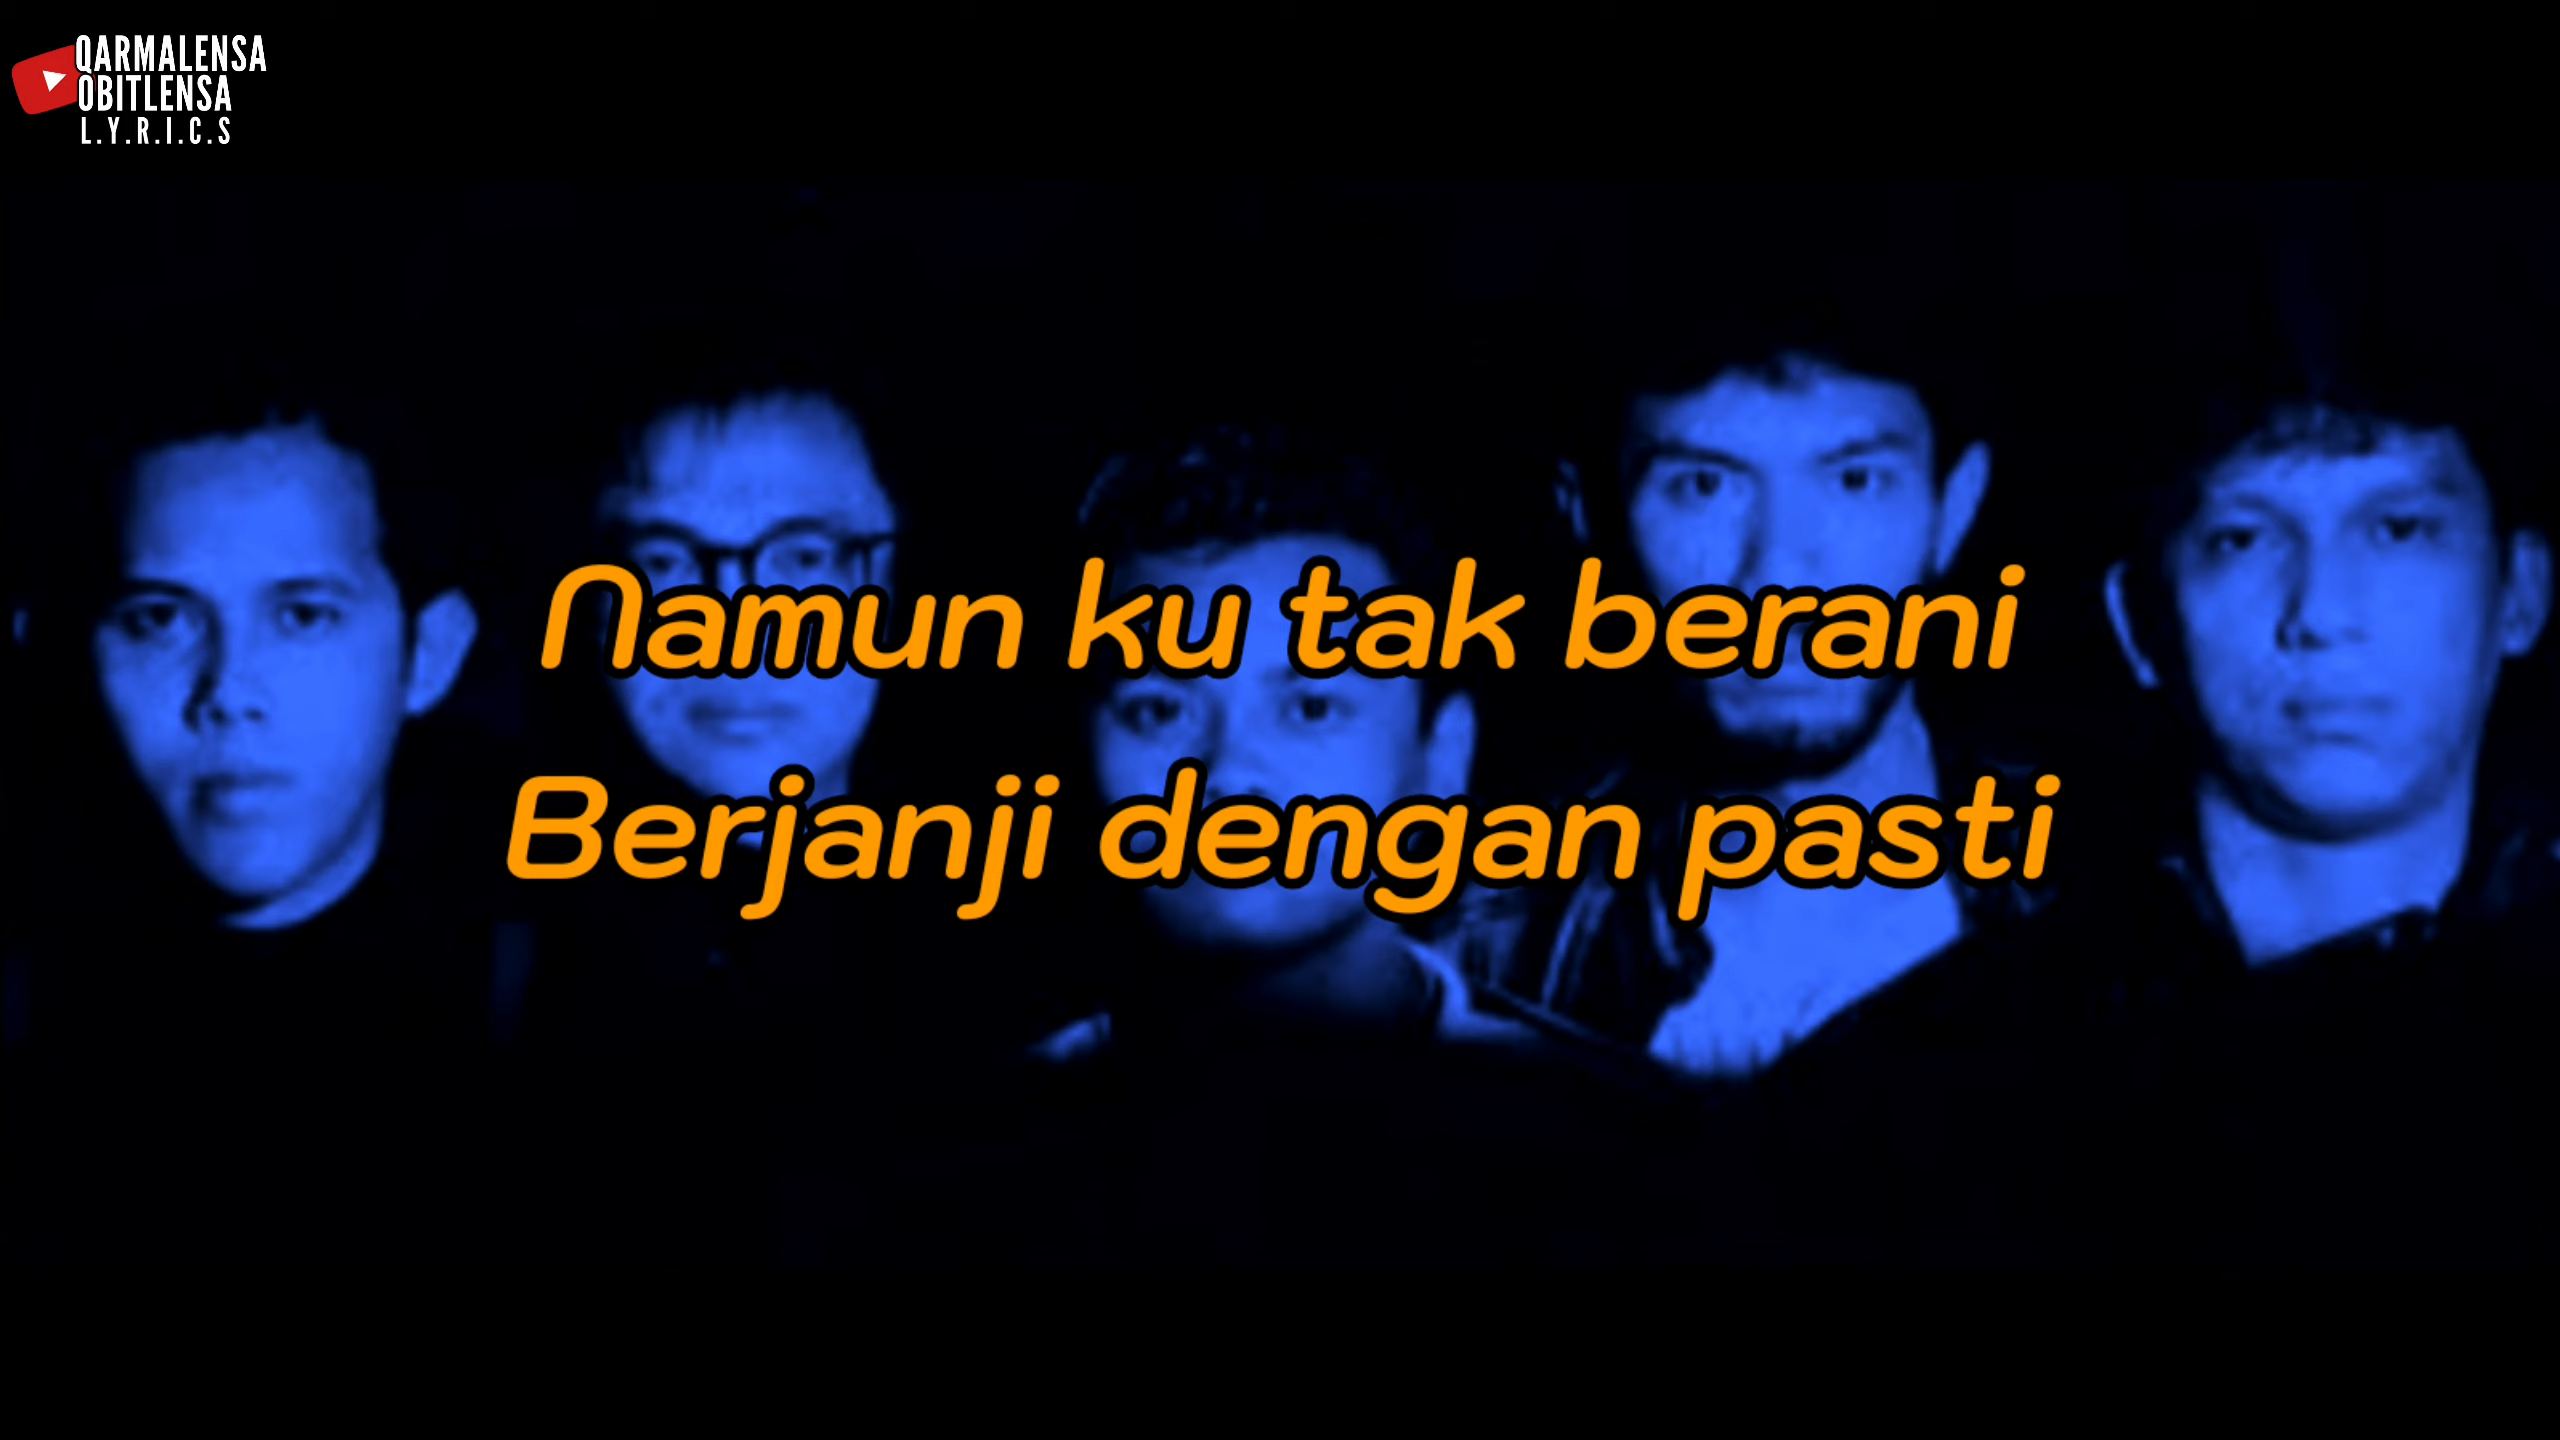 QARMALENSA
OBITLENSA
L.Y.R.I.C.S
Namun ku tak berani
Berjanji dengan pasti